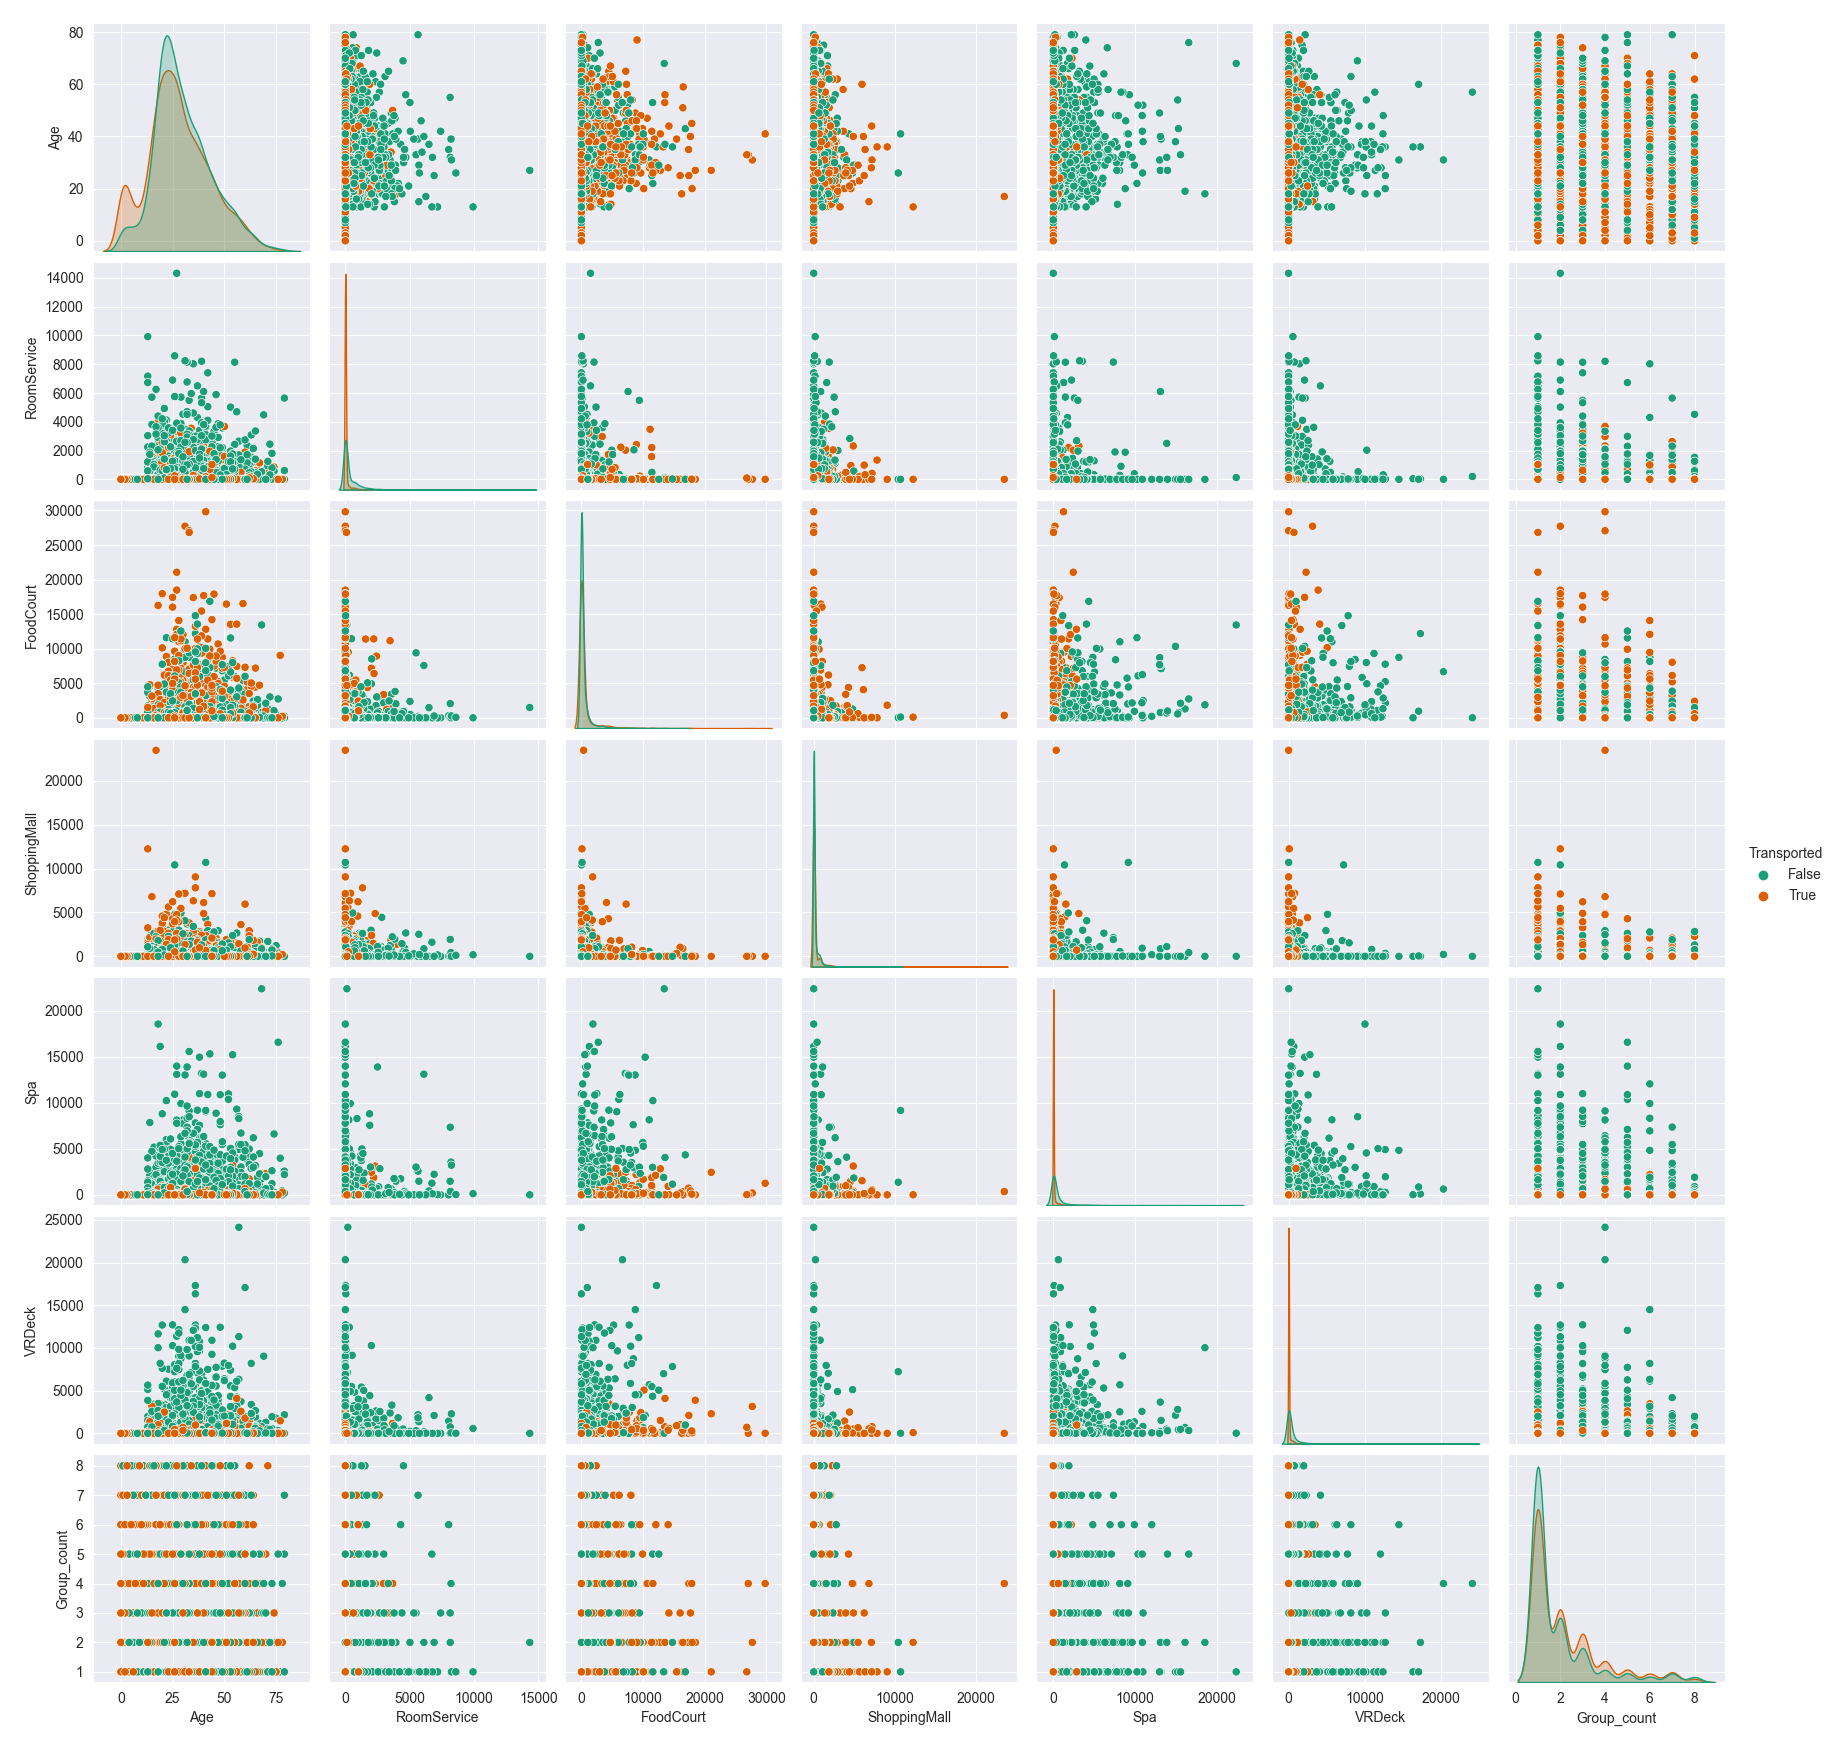 80
60
40
20
0
Age
14000
12000
10000
8000
6000
4000
2000
0
RoomService
30000
25000
20000
15000
10000
5000
0
FoodCourt
20000
15000
10000
5000
0
ShoppingMall
Transported
False
True
20000
15000
10000
5000
0
Spa
25000
20000
15000
10000
5000
0
VRDeck
8
7
6
5
4
3
2
1
Group_count
0 25 50 75
Age
0 5000 10000 15000
RoomService
0 10000 20000 30000
FoodCourt
0 10000 20000
ShoppingMall
0 10000 20000
Spa
0 10000 20000
VRDeck
0 2 4 6 8
Group_count